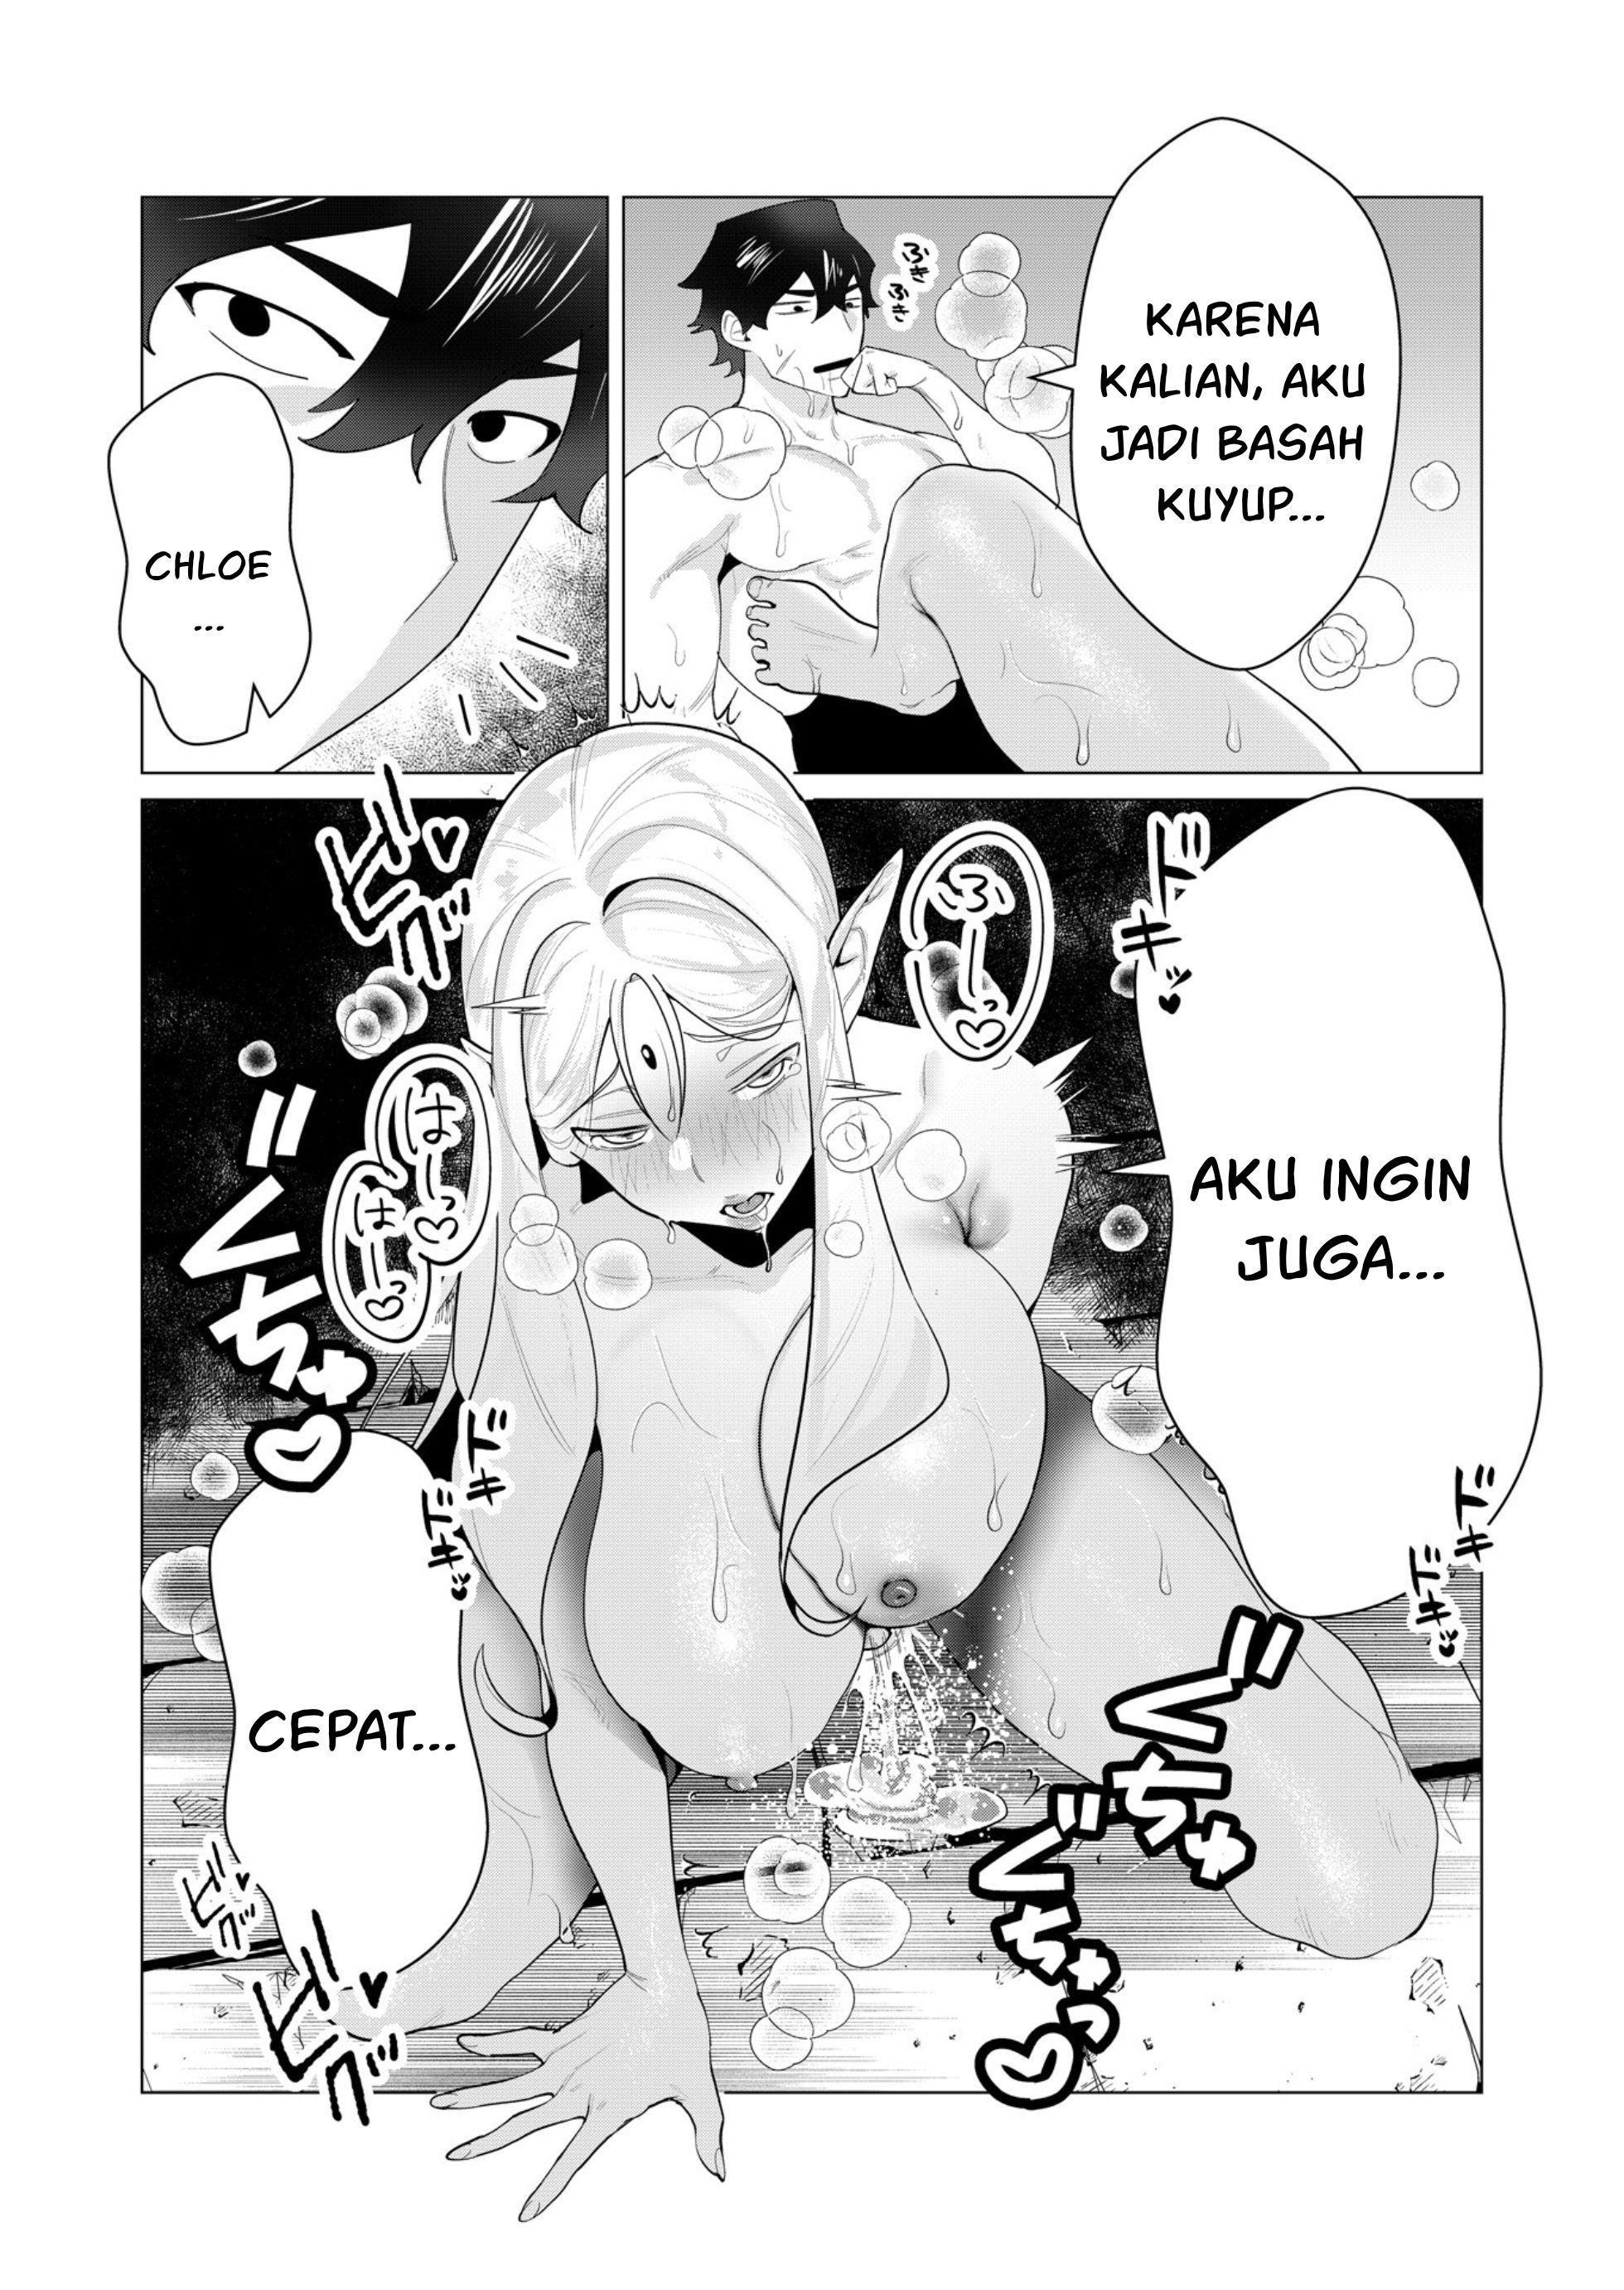 KARENA
KALIAN, AKU
JADI BASAH
KUYUP...
ふき
ふき
CHLOE
...
ドキッ
AKU INGIN
JUGA...
ふーっ
ビグッ
はーっ
はーっ
ぐちゅ
ドキ
ドキ
ドキ
ドキ
CEPAT...
ぐちゅ
ぐちゅっ
ビグッ
ビグッ